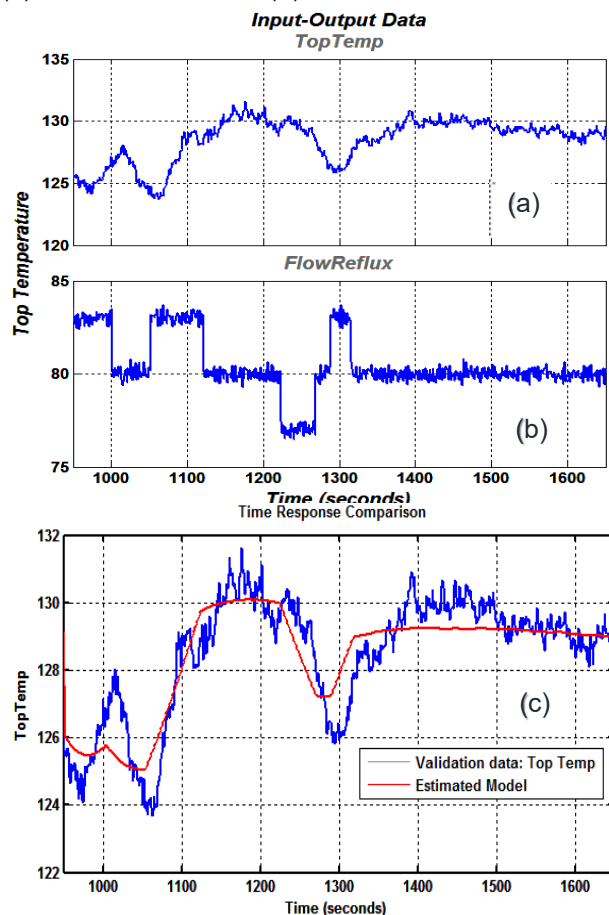 Input-Output Data
TopTemp
135
130
125
120
(a)
Top Temperature
FlowReflux
85
80
75
(b)
1000 1100 1200 1300 1400 1500 1600
Time (seconds)
Time Response Comparison
132
130
128
126
124
122
TopTemp
(c)
Validation data: Top Temp
Estimated Model
1000 1100 1200 1300 1400 1500 1600
Time (seconds)